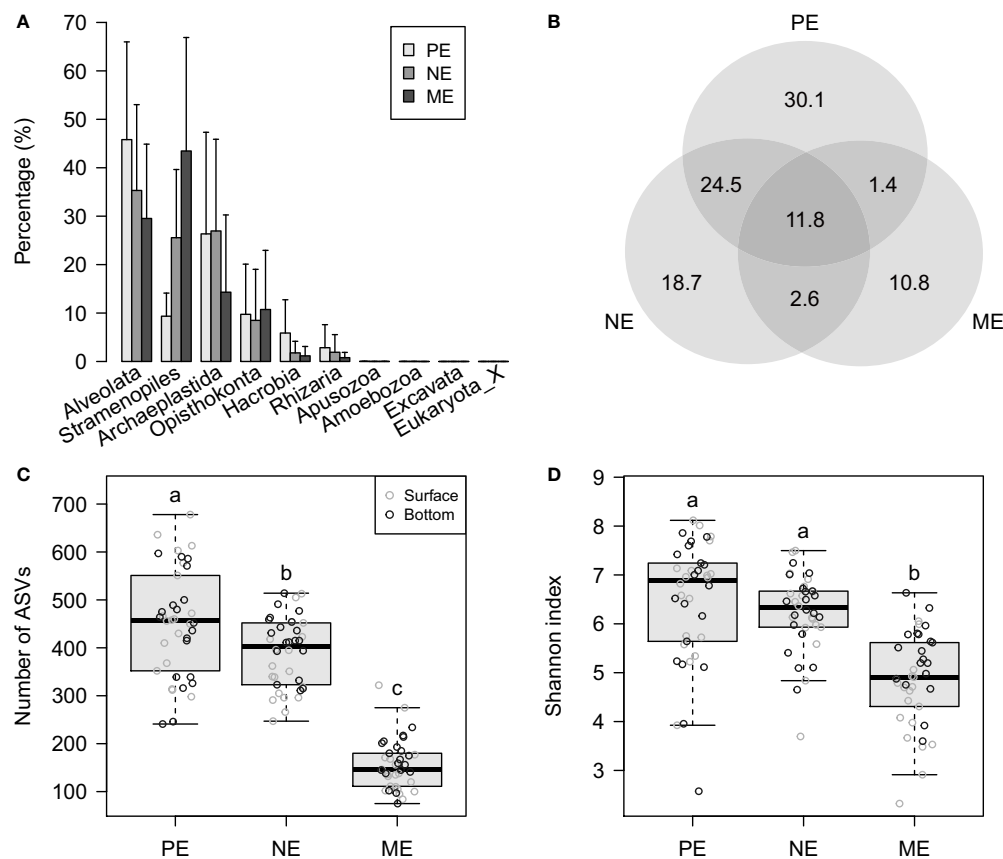 A
Percentage (%)
70
60
50
40
30
20
10
0
PE
NE
ME
Alveolata
Stramenopiles
Archaeplastida
Opisthokonta
Hacrobia
Rhizaria
Apusozoa
Amoebozoa
Excavata
Eukaryota_X
B
PE
30.1
24.5
1.4
11.8
18.7
2.6
10.8
NE
ME
C
Number of ASVs
700
600
500
400
300
200
100
a
b
c
Surface
Bottom
PE
NE
ME
D
Shannon index
9
8
7
6
5
4
3
a
a
b
PE
NE
ME